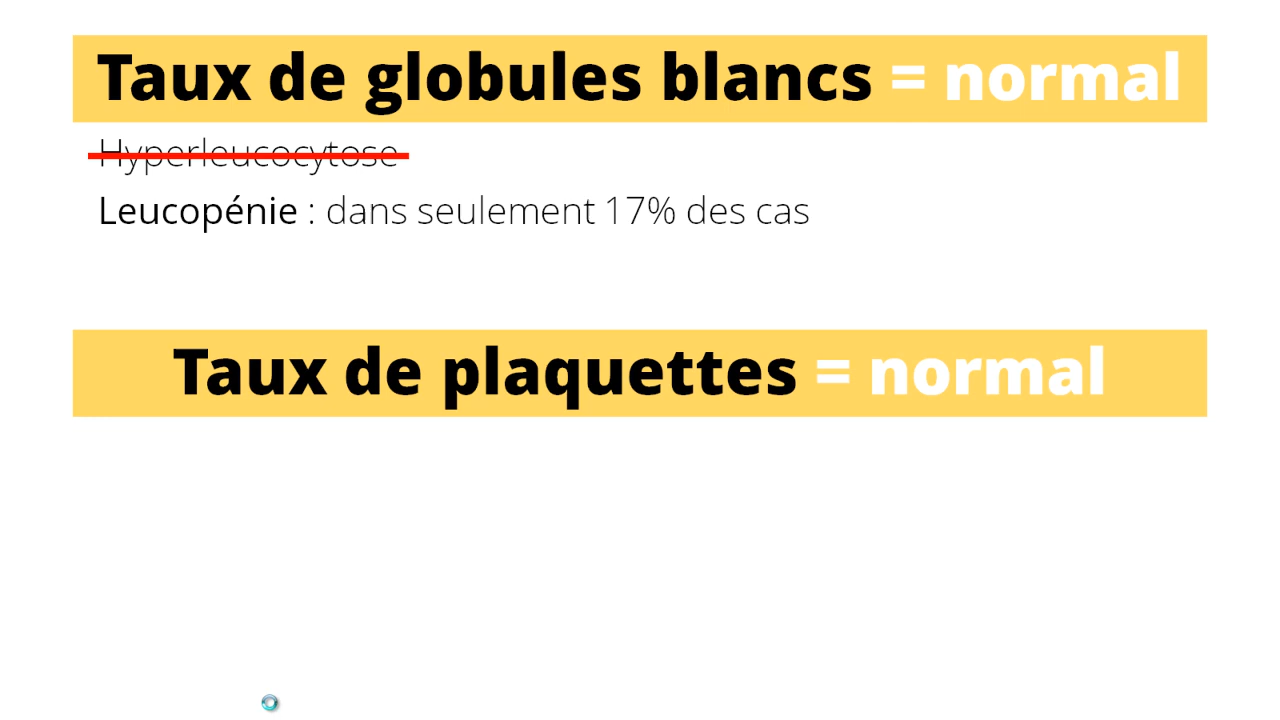 Taux de globules blancs = normal
Hyperleucocytose
Leucopénie : dans seulement 17% des cas
Taux de plaquettes = normal